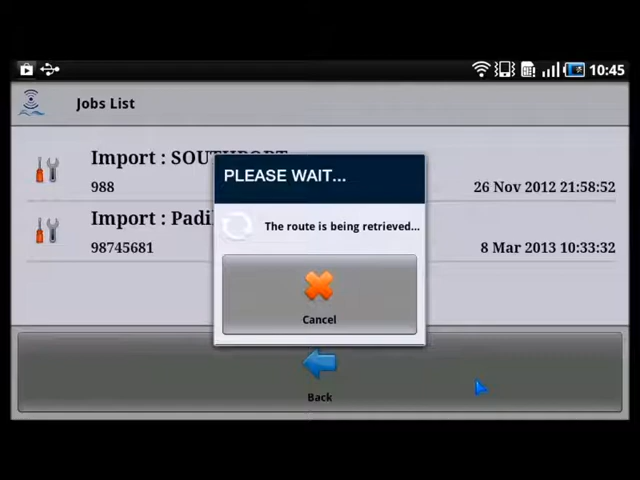 10:45
Jobs List
Import : SOUTHPORT
988
26 Nov 2012 21:58:52
Import : Padi
98745681
8 Mar 2013 10:33:32
PLEASE WAIT...
The route is being retrieved...
Cancel
Back